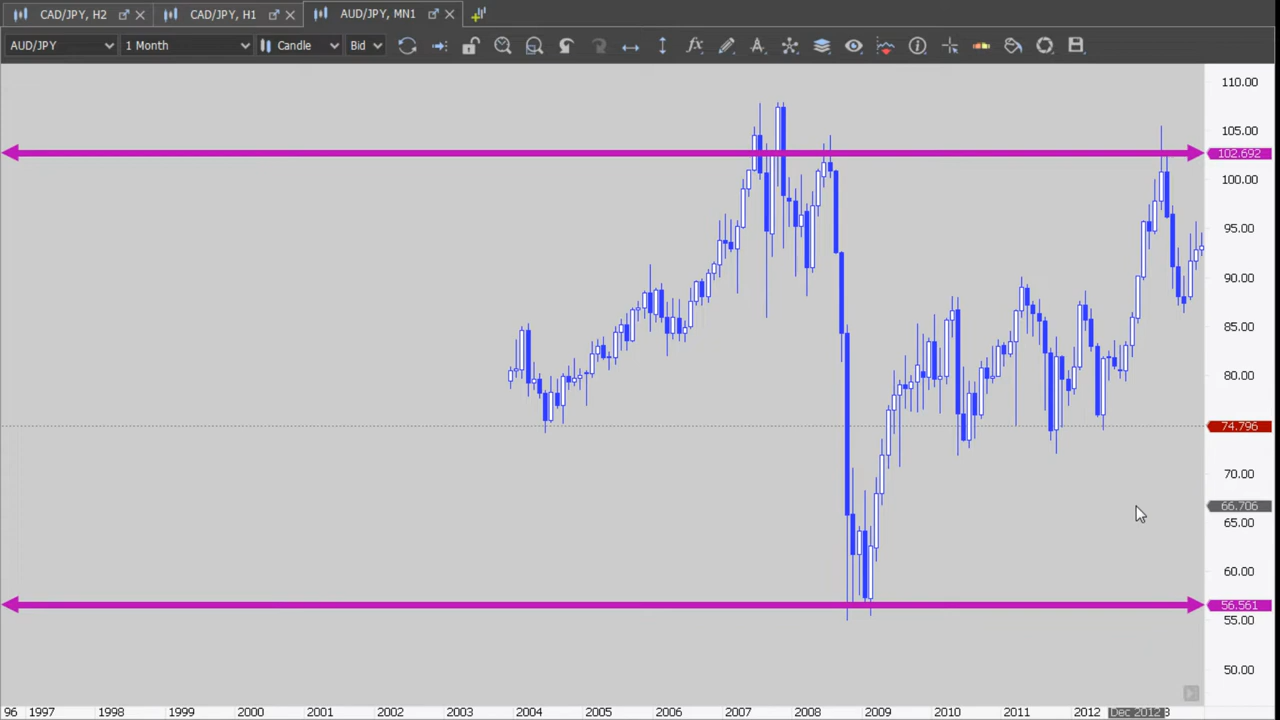 CAD/JPY, H2
CAD/JPY, H1
AUD/JPY, MN1
AUD/JPY
1 Month
Candle
Bid
110.00
105.00
102.692
100.00
95.00
90.00
85.00
80.00
74.796
70.00
66.706
65.00
60.00
56.561
55.00
50.00
96 1997 1998 1999 2000 2001 2002 2003 2004 2005 2006 2007 2008 2009 2010 2011 2012 Dec 2012 3